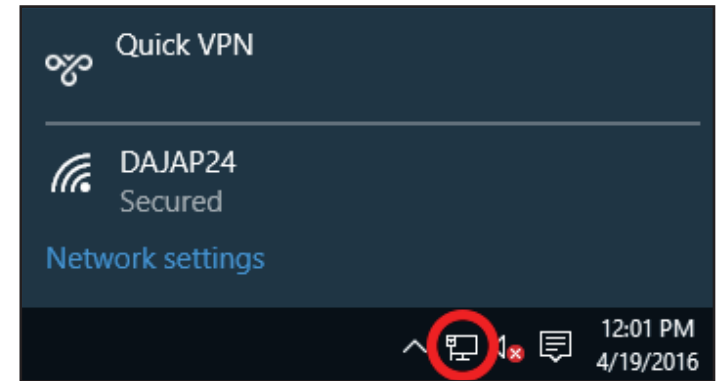 Quick VPN
DAJAP24
Secured
Network settings
12:01 PM
4/19/2016